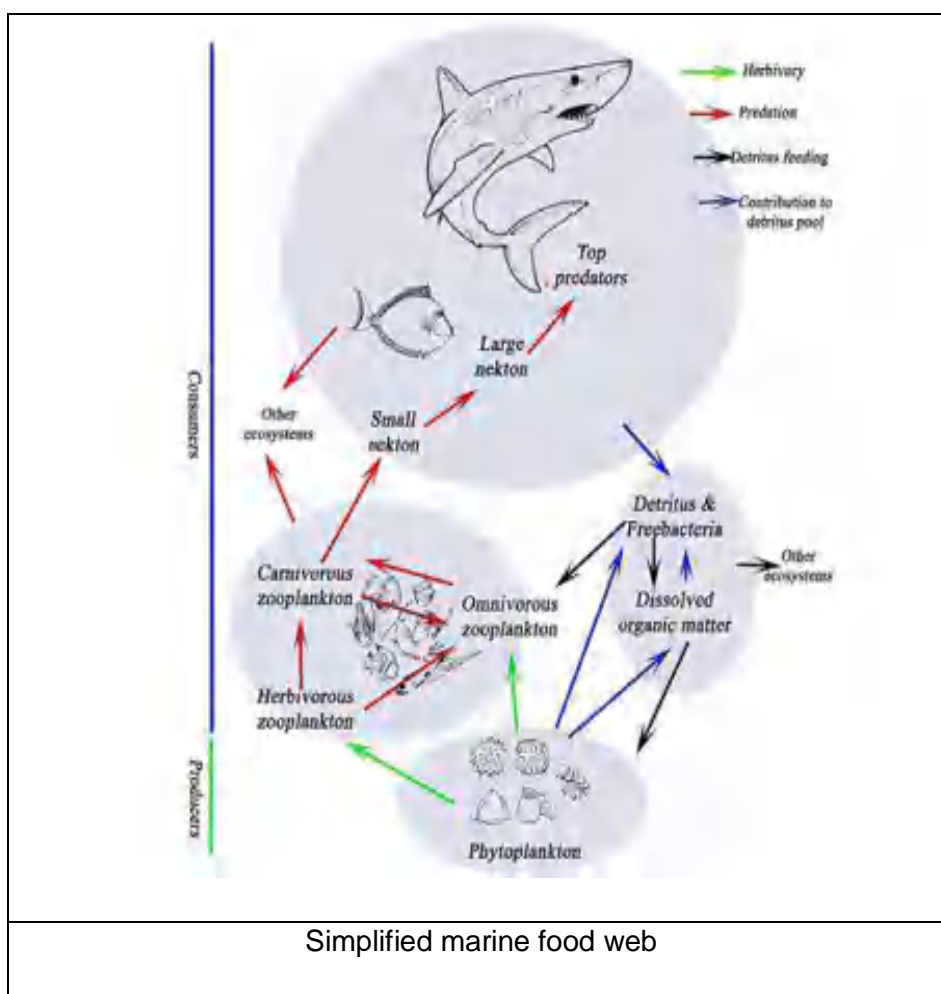 Herbivory
Predation
Detritus feeding
Contribution to
detritus pool
Top
predators
Large
nekton
Small
nekton
Other
ecosystems
Consumers
Detritus &
Freebacteria
Other
ecosystems
Dissolved
organic matter
Carnivorous
zooplankton
Omnivorous
zooplankton
Herbivorous
zooplankton
Producers
Phytoplankton
Simplified marine food web